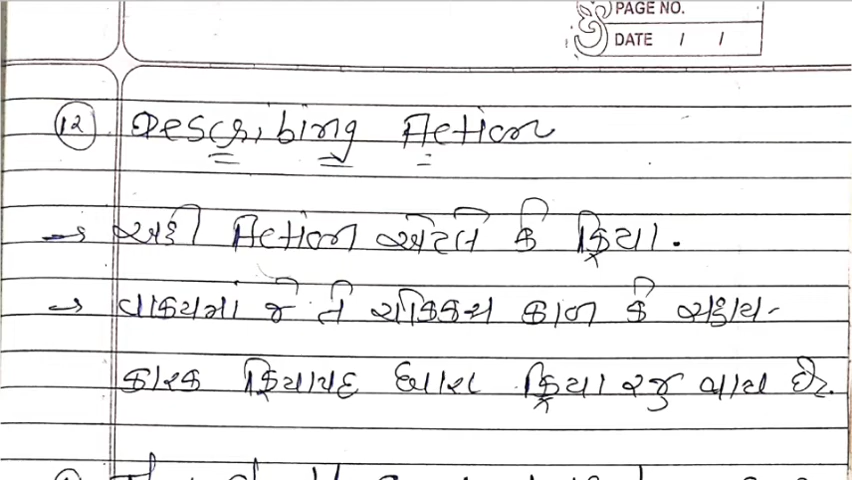 PAGE NO.
DATE / /
12 Describing Action
→ અહીં Action એટલે કે ક્રિયા.
→ વાક્યમાં જે તે ચોક્કસ કાળ કે સહાય-
કારક ક્રિયાપદ દ્વારા ક્રિયા રજુ થાય છે.